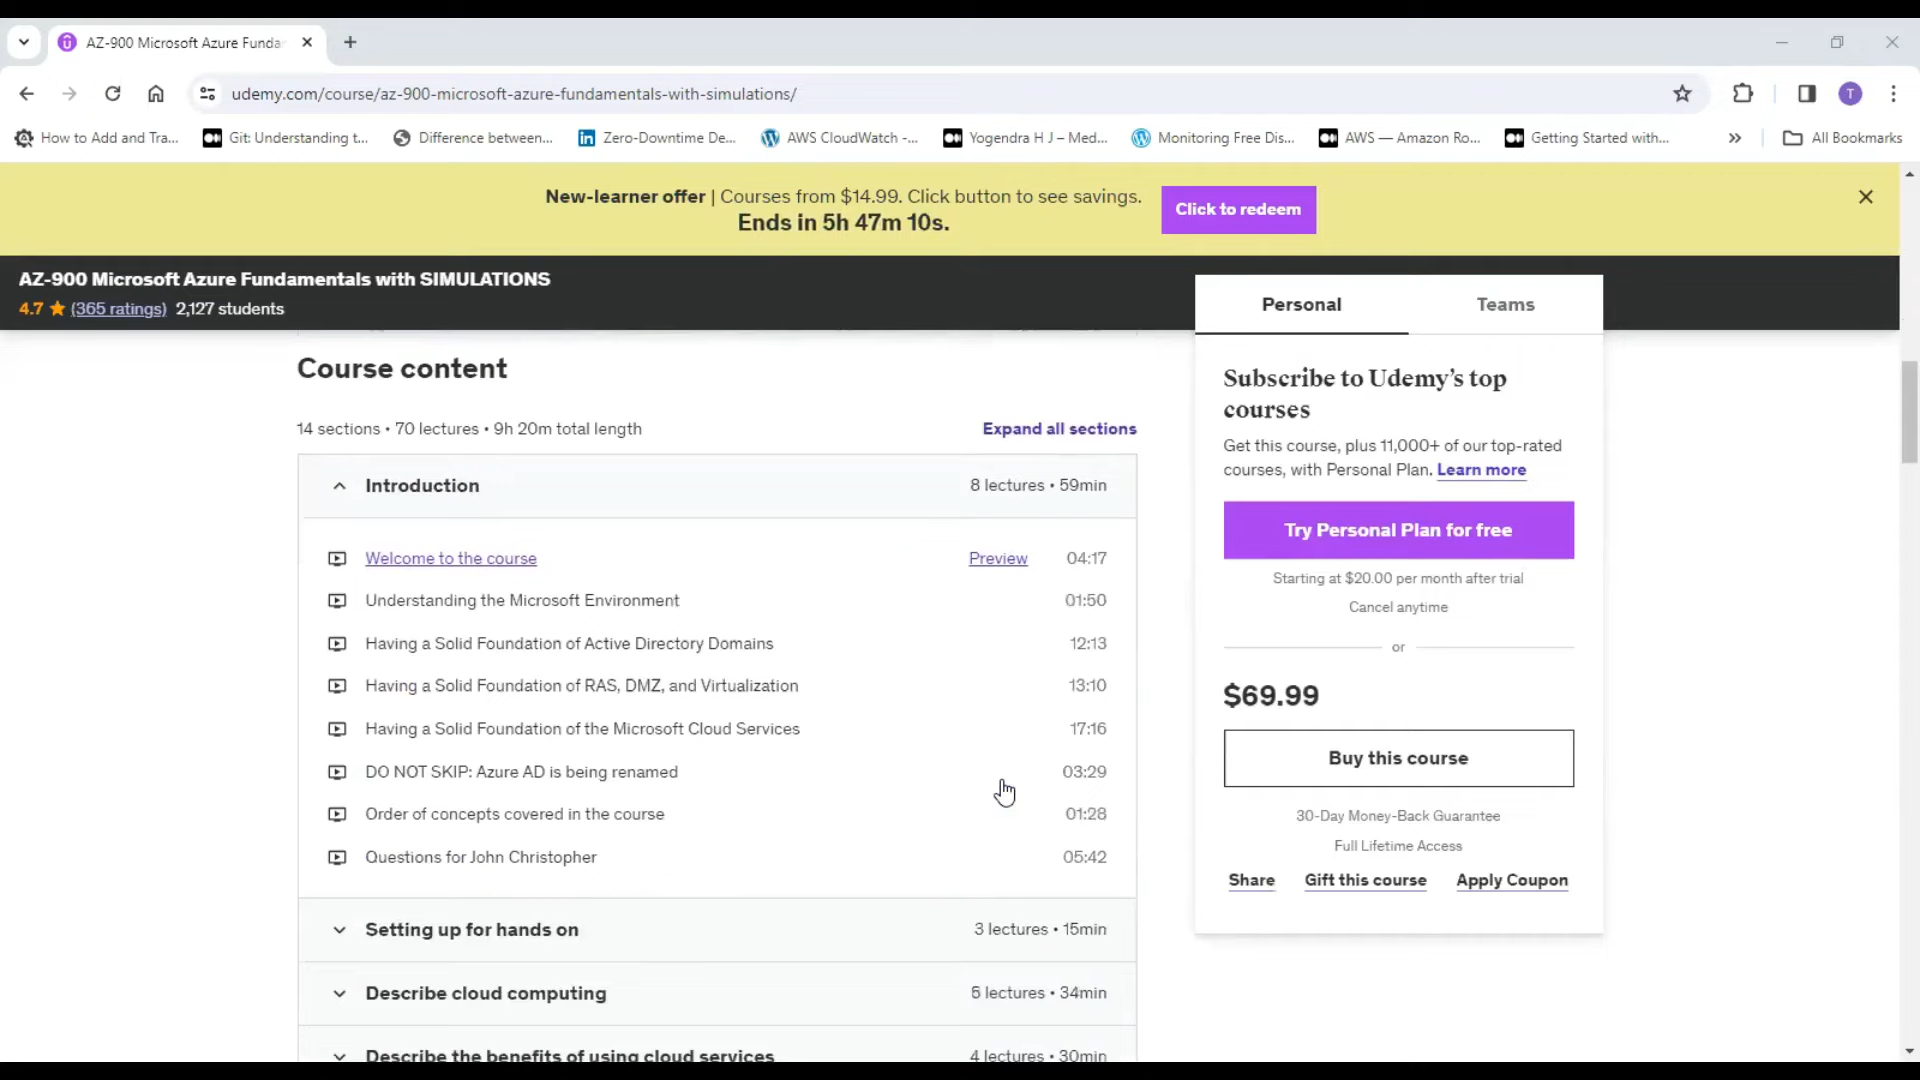 AZ-900 Microsoft Azure Funda
udemy.com/course/az-900-microsoft-azure-fundamentals-with-simulations/
T
How to Add and Tra...
Git: Understanding t...
Difference between...
Zero-Downtime De...
AWS CloudWatch -...
Yogendra H J – Med...
Monitoring Free Dis...
AWS — Amazon Ro...
Getting Started with...
All Bookmarks
New-learner offer | Courses from $14.99. Click button to see savings.
Ends in 5h 47m 10s.
Click to redeem
AZ-900 Microsoft Azure Fundamentals with SIMULATIONS
4.7 (365 ratings) 2,127 students
Course content
14 sections • 70 lectures • 9h 20m total length
Expand all sections
Introduction 8 lectures • 59min
Welcome to the course Preview 04:17
Understanding the Microsoft Environment 01:50
Having a Solid Foundation of Active Directory Domains 12:13
Having a Solid Foundation of RAS, DMZ, and Virtualization 13:10
Having a Solid Foundation of the Microsoft Cloud Services 17:16
DO NOT SKIP: Azure AD is being renamed 03:29
Order of concepts covered in the course 01:28
Questions for John Christopher 05:42
Setting up for hands on 3 lectures • 15min
Describe cloud computing 5 lectures • 34min
Describe the benefits of using cloud services 4 lectures • 30min
Personal
Teams
Subscribe to Udemy's top
courses
Get this course, plus 11,000+ of our top-rated
courses, with Personal Plan. Learn more
Try Personal Plan for free
Starting at $20.00 per month after trial
Cancel anytime
or
$69.99
Buy this course
30-Day Money-Back Guarantee
Full Lifetime Access
Share
Gift this course
Apply Coupon